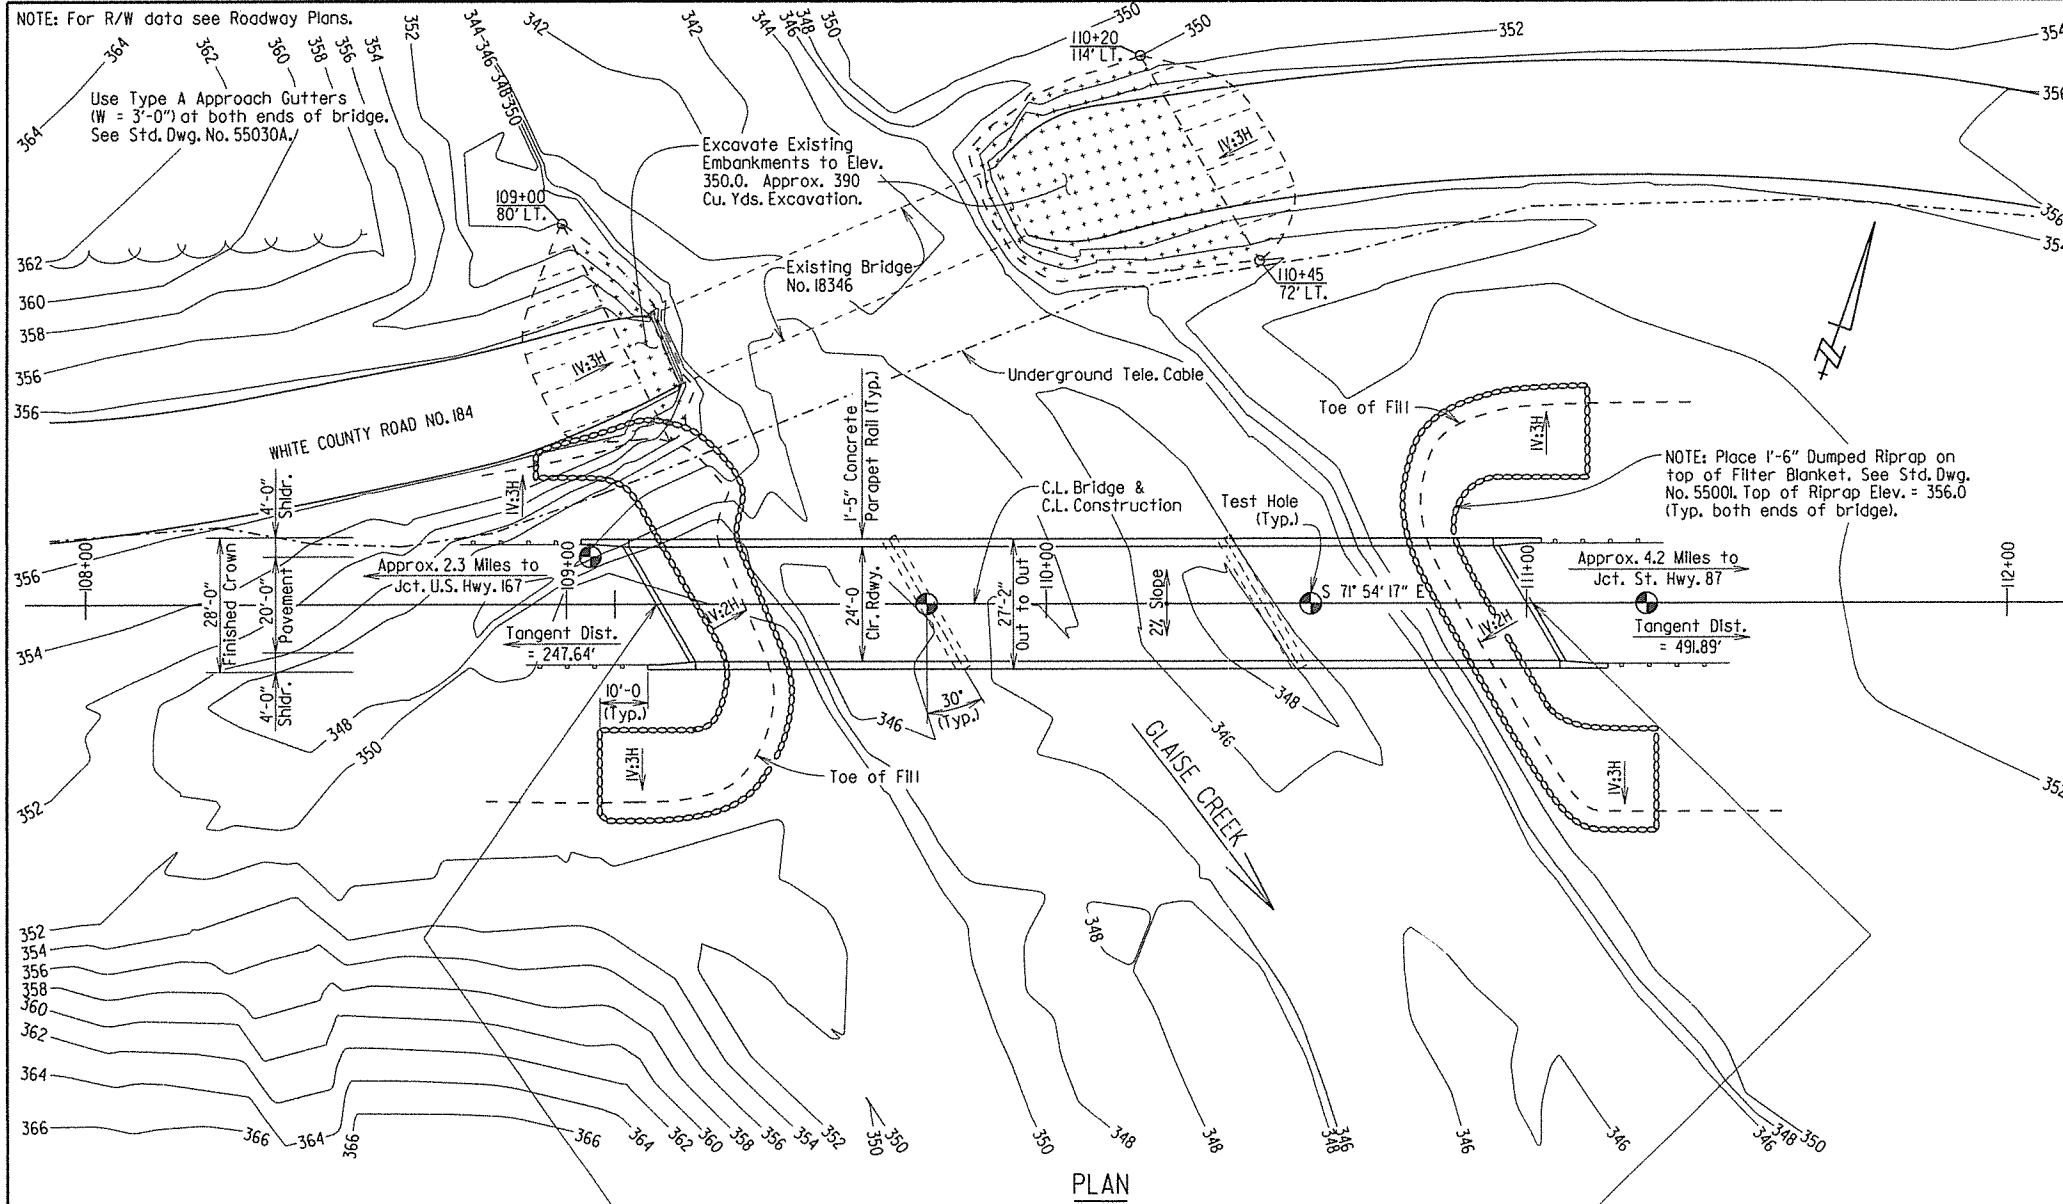 NOTE: For R/W data see Roadway Plans.
364
362
360
358
356
354
352
344
346
348
350
342
342
344
346
348
350
350
350
352
354
364
Use Type A Approach Gutters
(W = 3'-0") at both ends of bridge.
See Std. Dwg. No. 55030A.
110+20
114' LT.
356
1V:3H
Excavate Existing
Embankments to Elev.
350.0. Approx. 390
Cu. Yds. Excavation.
109+00
80' LT.
356
354
362
360
358
356
356
Existing Bridge
No. 18346
110+45
72' LT.
1V:3H
Underground Tele. Cable
WHITE COUNTY ROAD NO. 184
Toe of Fill
1V:3H
NOTE: Place 1'-6" Dumped Riprap on
top of Filter Blanket. See Std. Dwg.
No. 55001. Top of Riprap Elev. = 356.0
(Typ. both ends of bridge).
4'-0"
Shldr.
1V:3H
1'-5" Concrete
Parapet Rail (Typ.)
C.L. Bridge &
C.L. Construction
Test Hole
(Typ.)
356
108+00
28'-0"
Finished Crown
20'-0"
Pavement
Approx. 2.3 Miles to
Jct. U.S. Hwy. 167
109+00
24'-0
Clr. Rdwy.
27'-2"
Out to Out
110+00
2% Slope
S 71° 54' 17" E
111+00
Approx. 4.2 Miles to
Jct. St. Hwy. 87
112+00
354
Tangent Dist.
= 247.64'
1V:2H
1V:2H
Tangent Dist.
= 491.89'
4'-0"
Shldr.
10'-0
(Typ.)
30°
(Typ.)
346
348
346
348
350
352
1V:3H
Toe of Fill
GLAISE CREEK
1V:3H
352
348
352
354
356
358
360
362
364
366
366
364
366
366
364
362
360
358
356
354
352
350
350
350
348
348
346
348
346
346
346
348
350
PLAN